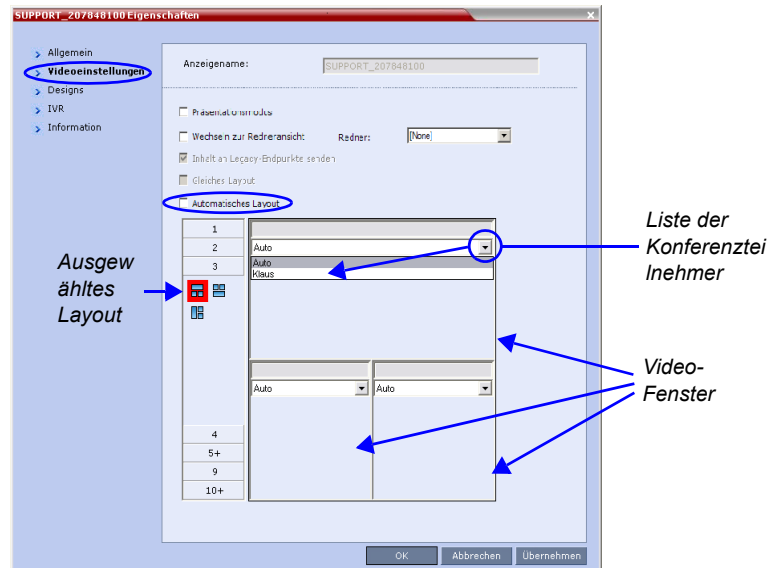 SUPPORT_207848100 Eigenschaften
x
Allgemein
Videoeinstellungen
Designs
IVR
Information
Anzeigename:
SUPPORT_207848100
Präsentationsmodus
Wechseln zur Redneransicht
Redner:
[None]
Inhalt an Legacy-Endpunkte senden
Gleiches Layout
Automatisches Layout
1
2
3
Auto
Auto
Klaus
Auto
Auto
4
5+
9
10+
OK
Abbrechen
Übernehmen
Ausgew
ähltes
Layout
Liste der
Konferenztei
lnehmer
Video-
Fenster